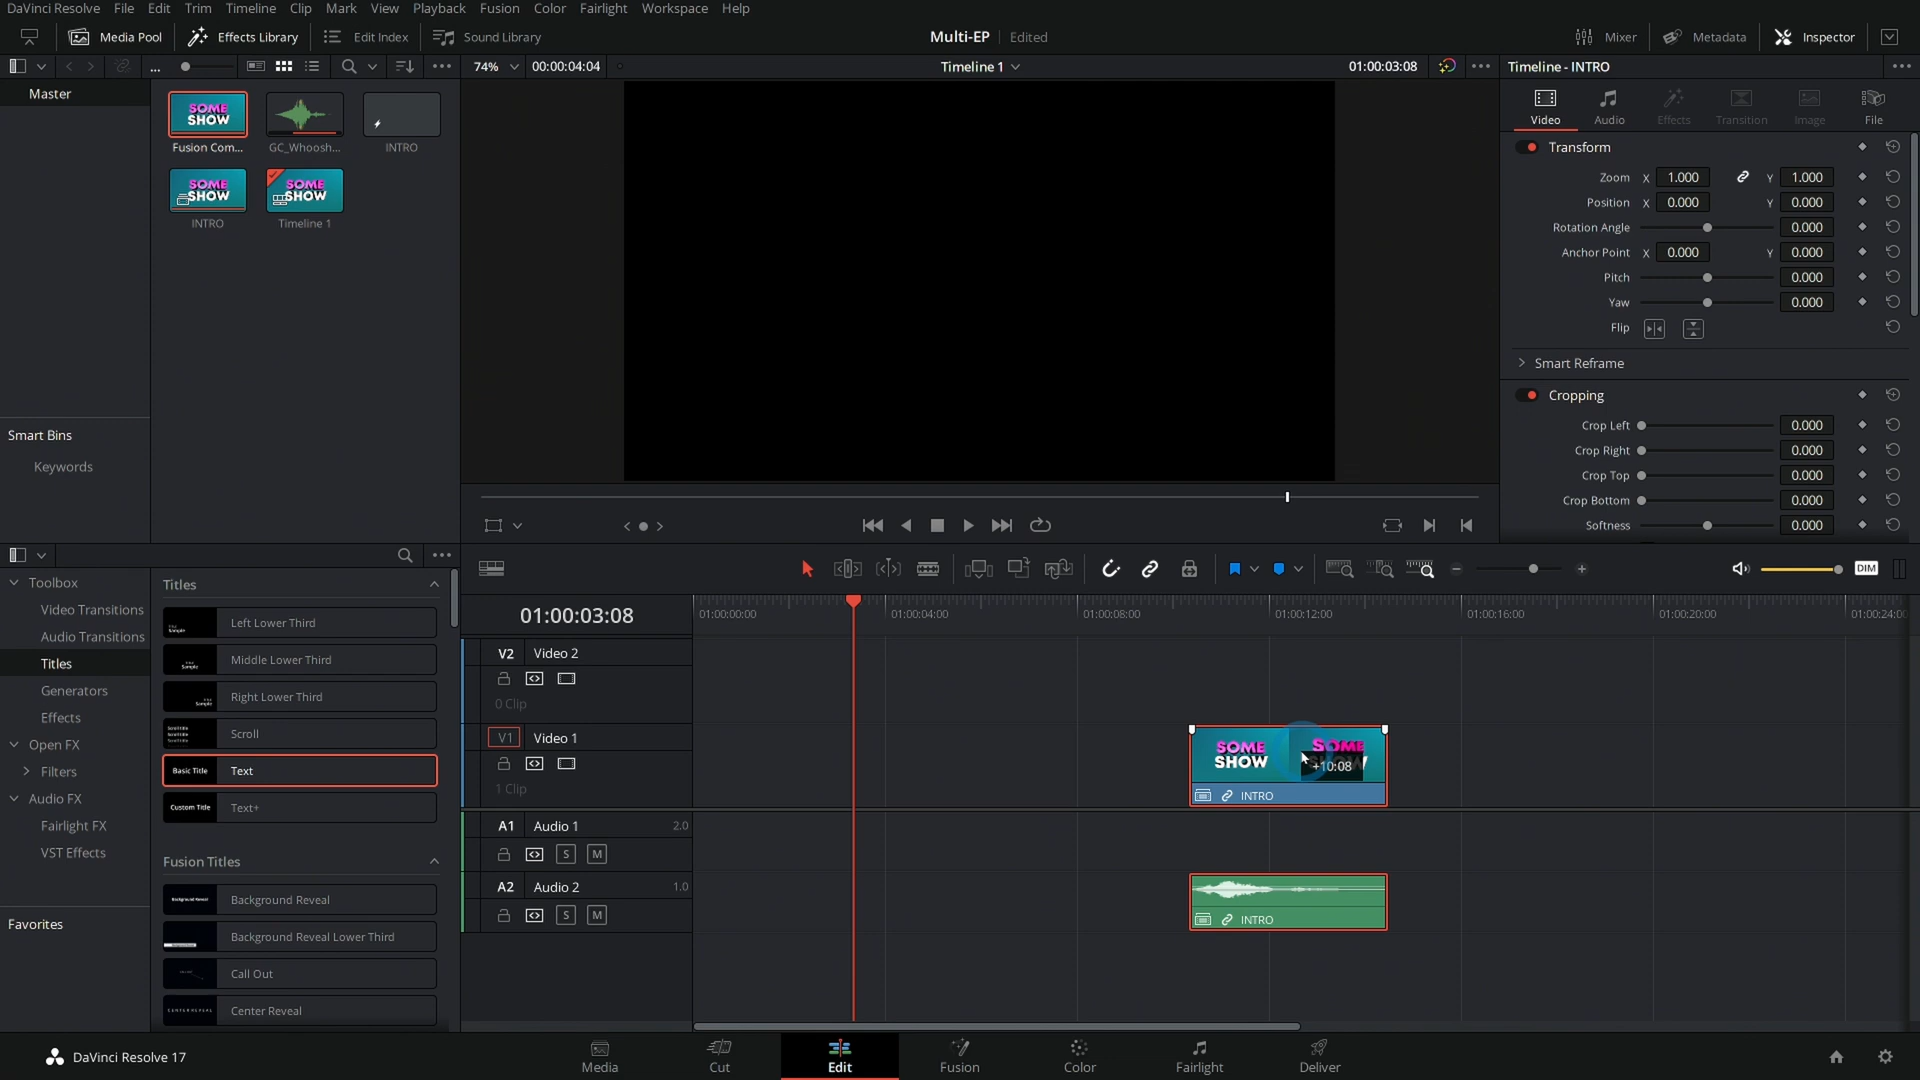 DaVinci Resolve File Edit Trim Timeline Clip Mark View Playback Fusion Color Fairlight Workspace Help
Media Pool Effects Library Edit Index Sound Library Multi-EP Edited Mixer Metadata Inspector
... 74% 00:00:04:04 Timeline 1 01:00:03:08 Timeline - INTRO
Master
SOME SHOW
Fusion Com... GC_Whoosh... INTRO
SOME SHOW SOME SHOW
INTRO Timeline 1
Smart Bins
Keywords
Video Audio Effects Transition Image File
Transform
Zoom X 1.000 Y 1.000
Position X 0.000 Y 0.000
Rotation Angle 0.000
Anchor Point X 0.000 Y 0.000
Pitch 0.000
Yaw 0.000
Flip
Smart Reframe
Cropping
Crop Left 0.000
Crop Right 0.000
Crop Top 0.000
Crop Bottom 0.000
Softness 0.000
Toolbox
Video Transitions
Audio Transitions
Titles
Generators
Effects
Open FX
Filters
Audio FX
Fairlight FX
VST Effects
Favorites
Titles
Left Lower Third
Sample Middle Lower Third
Right Lower Third
Scroll
Basic Title Text
Custom Title Text+
Fusion Titles
Background Reveal Background Reveal
Background Reveal Lower Third
Call Out
CENTER REVEAL Center Reveal
DIM
01:00:03:08 01:00:00:00 01:00:04:00 01:00:08:00 01:00:12:00 01:00:16:00 01:00:20:00 01:00:24:00
V2 Video 2
0 Clip
V1 Video 1
1 Clip
SOME SHOW SOME
+10:08
INTRO
A1 Audio 1 2.0
S M
A2 Audio 2 1.0
S M
INTRO
DaVinci Resolve 17
Media Cut Edit Fusion Color Fairlight Deliver